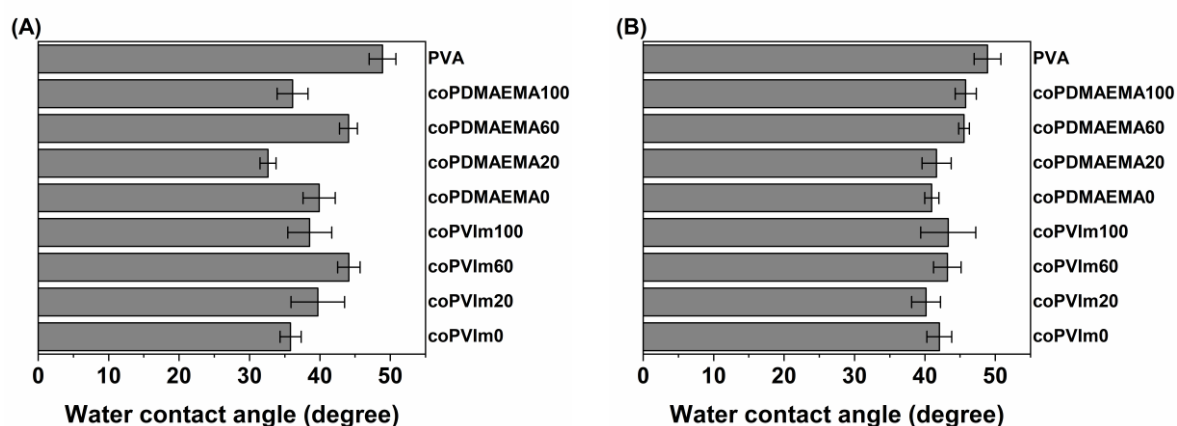 (A)
PVA
coPDMAEMA100
coPDMAEMA60
coPDMAEMA20
coPDMAEMA0
coPVIm100
coPVIm60
coPVIm20
coPVIm0
0 10 20 30 40 50
Water contact angle (degree)
(B)
PVA
coPDMAEMA100
coPDMAEMA60
coPDMAEMA20
coPDMAEMA0
coPVIm100
coPVIm60
coPVIm20
coPVIm0
0 10 20 30 40 50
Water contact angle (degree)